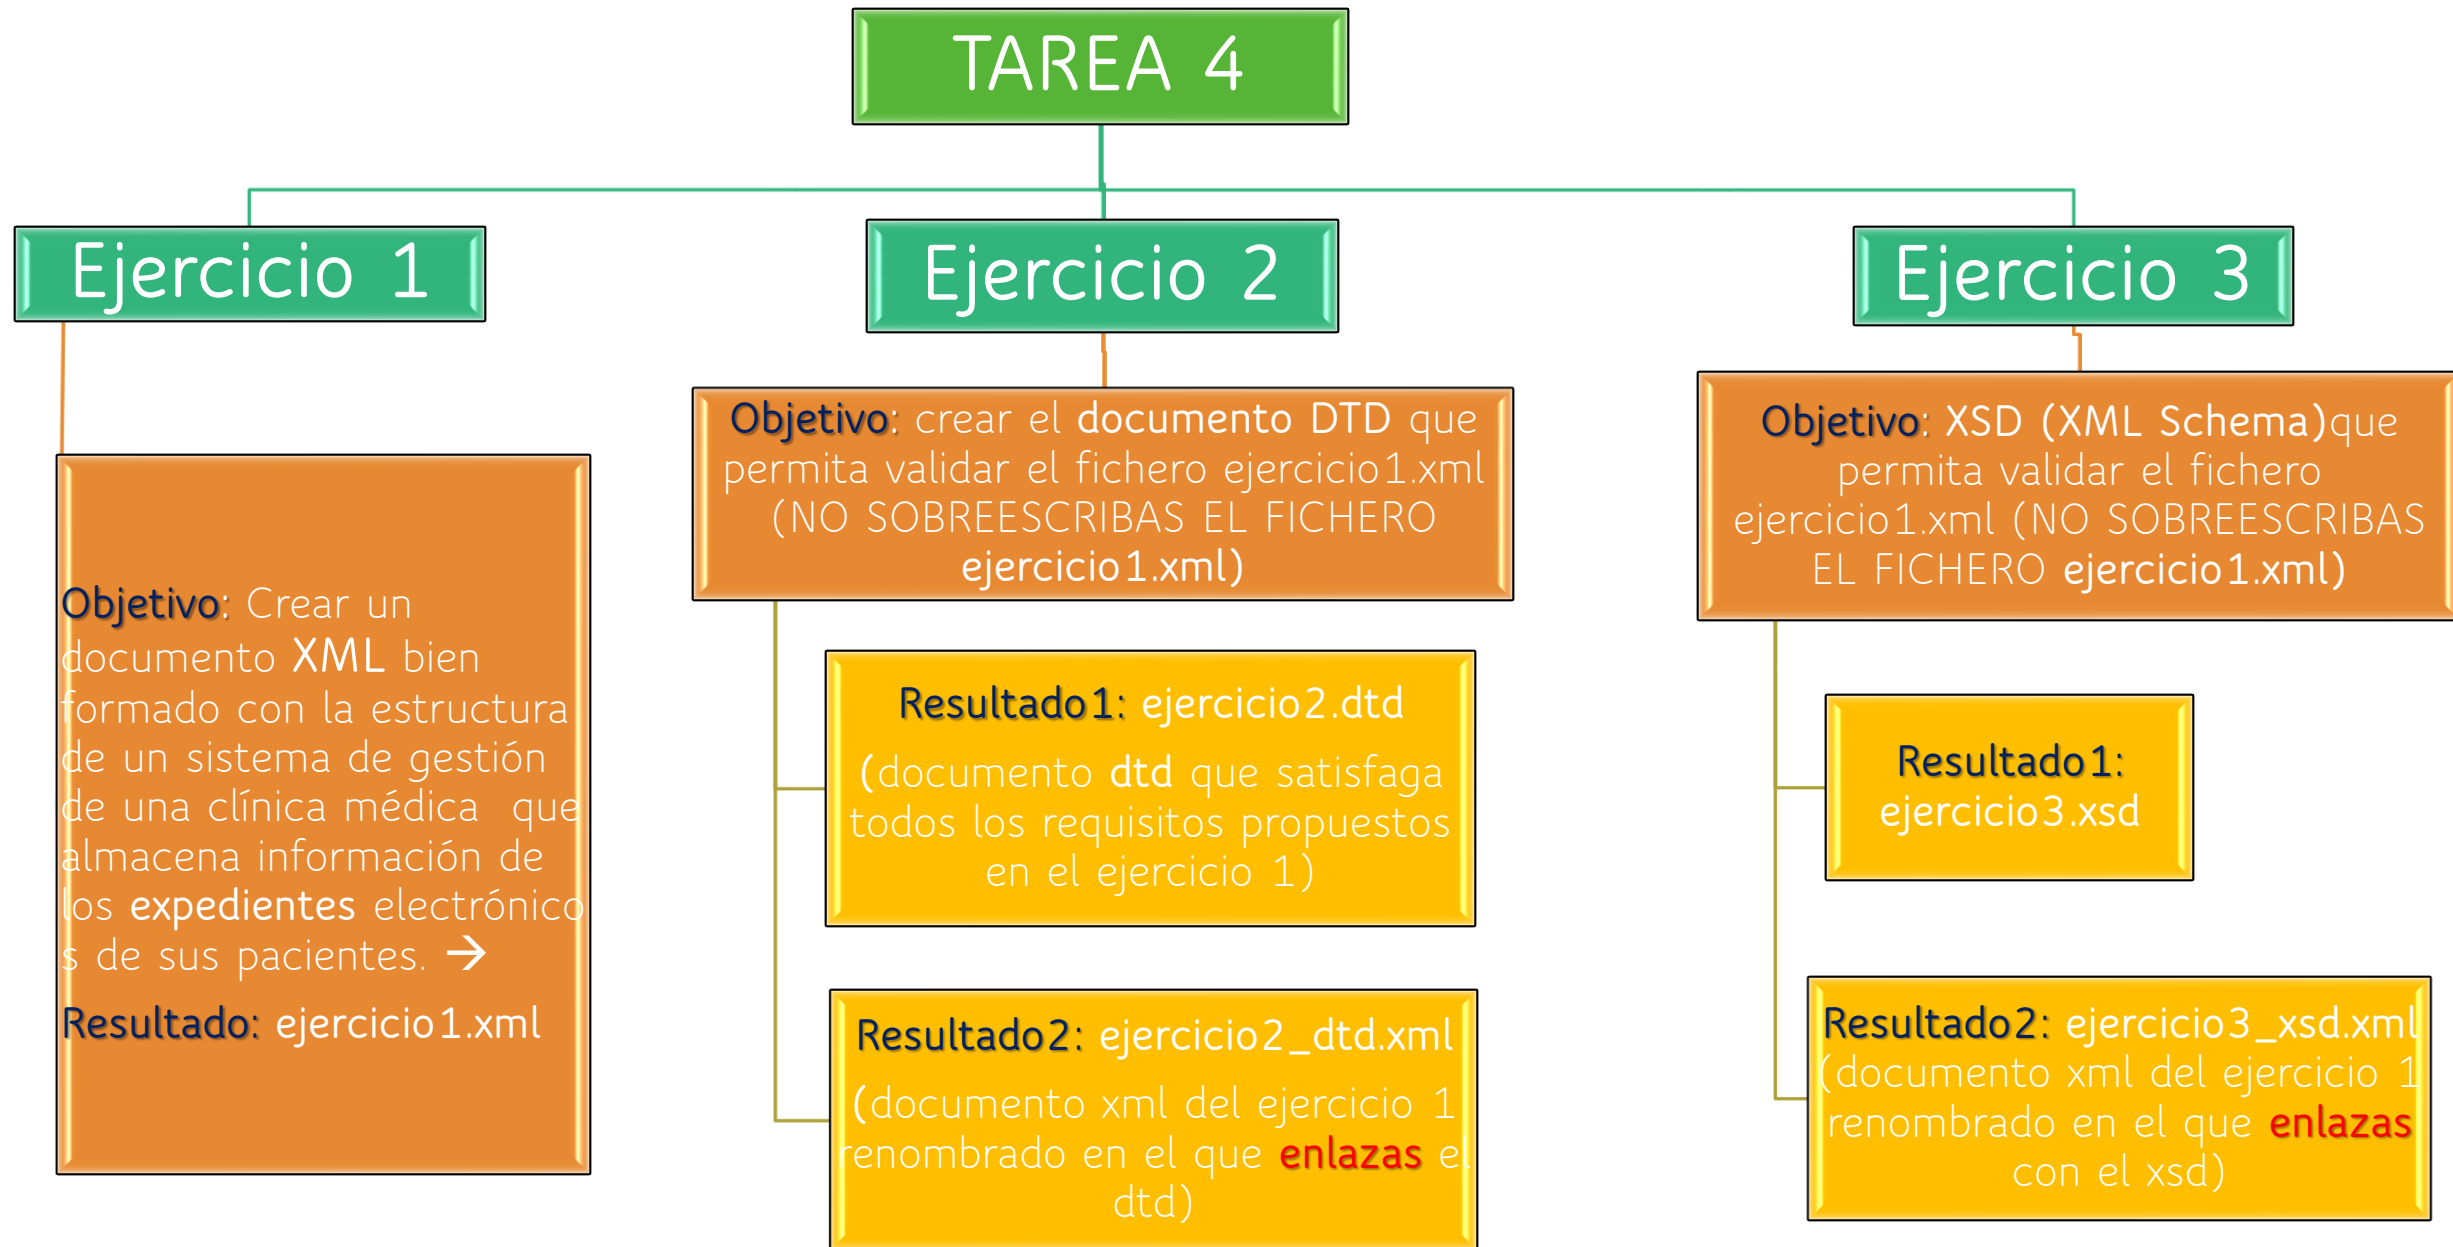 TAREA 4
Ejercicio 1
Objetivo: Crear un
documento XML bien
formado con la estructura
de un sistema de gestión
de una clínica médica  que
almacena información de
los expedientes electrónico
s de sus pacientes. →
Resultado: ejercicio1.xml
Ejercicio 2
Objetivo: crear el documento DTD que
permita validar el fichero ejercicio1.xml
(NO SOBREESCRIBAS EL FICHERO
ejercicio1.xml)
Resultado1: ejercicio2.dtd
(documento dtd que satisfaga
todos los requisitos propuestos
en el ejercicio 1)
Resultado2: ejercicio2_dtd.xml
(documento xml del ejercicio 1
renombrado en el que enlazas el
dtd)
Ejercicio 3
Objetivo: XSD (XML Schema)que
permita validar el fichero
ejercicio1.xml (NO SOBREESCRIBAS
EL FICHERO ejercicio1.xml)
Resultado1:
ejercicio3.xsd
Resultado2: ejercicio3_xsd.xml
(documento xml del ejercicio 1
renombrado en el que enlazas
con el xsd)